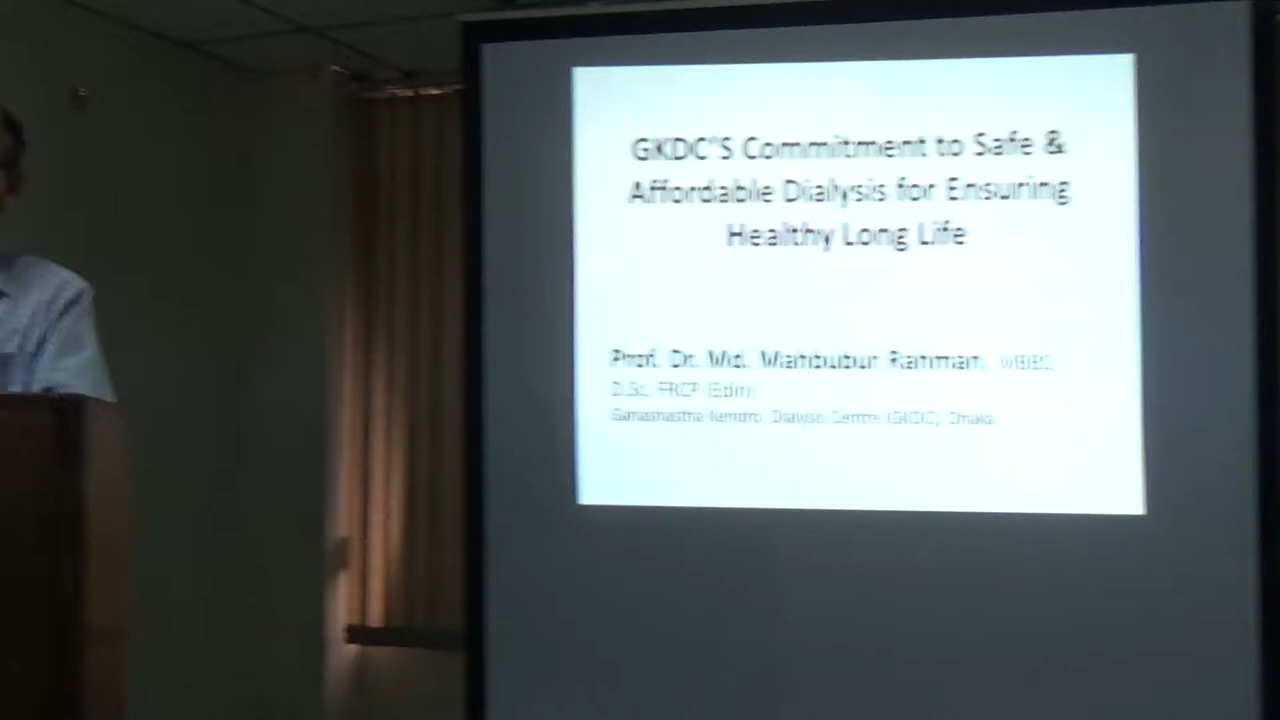 GKDC'S Commitment to Safe &
Affordable Dialysis for Ensuring
Healthy Long Life
Prof. Dr. Md. Mahbubur Rahman, MBBS
D.Sc, FRCP (Edin)
Kendro Dialysis Centre (GKDC), Dhaka